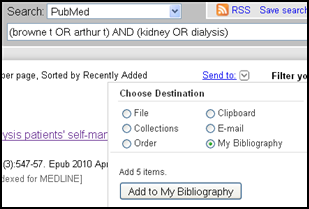 Search: PubMed RSS Save search
(browne t OR arthur t) AND (kidney OR dialysis)
per page, Sorted by Recently Added Send to: Filter you
Choose Destination
File Clipboard
Collections E-mail
Order My Bibliography
ysis patients' self-man
(3):547-57. Epub 2010 Apr
dexed for MEDLINE]
Add 5 items.
Add to My Bibliography